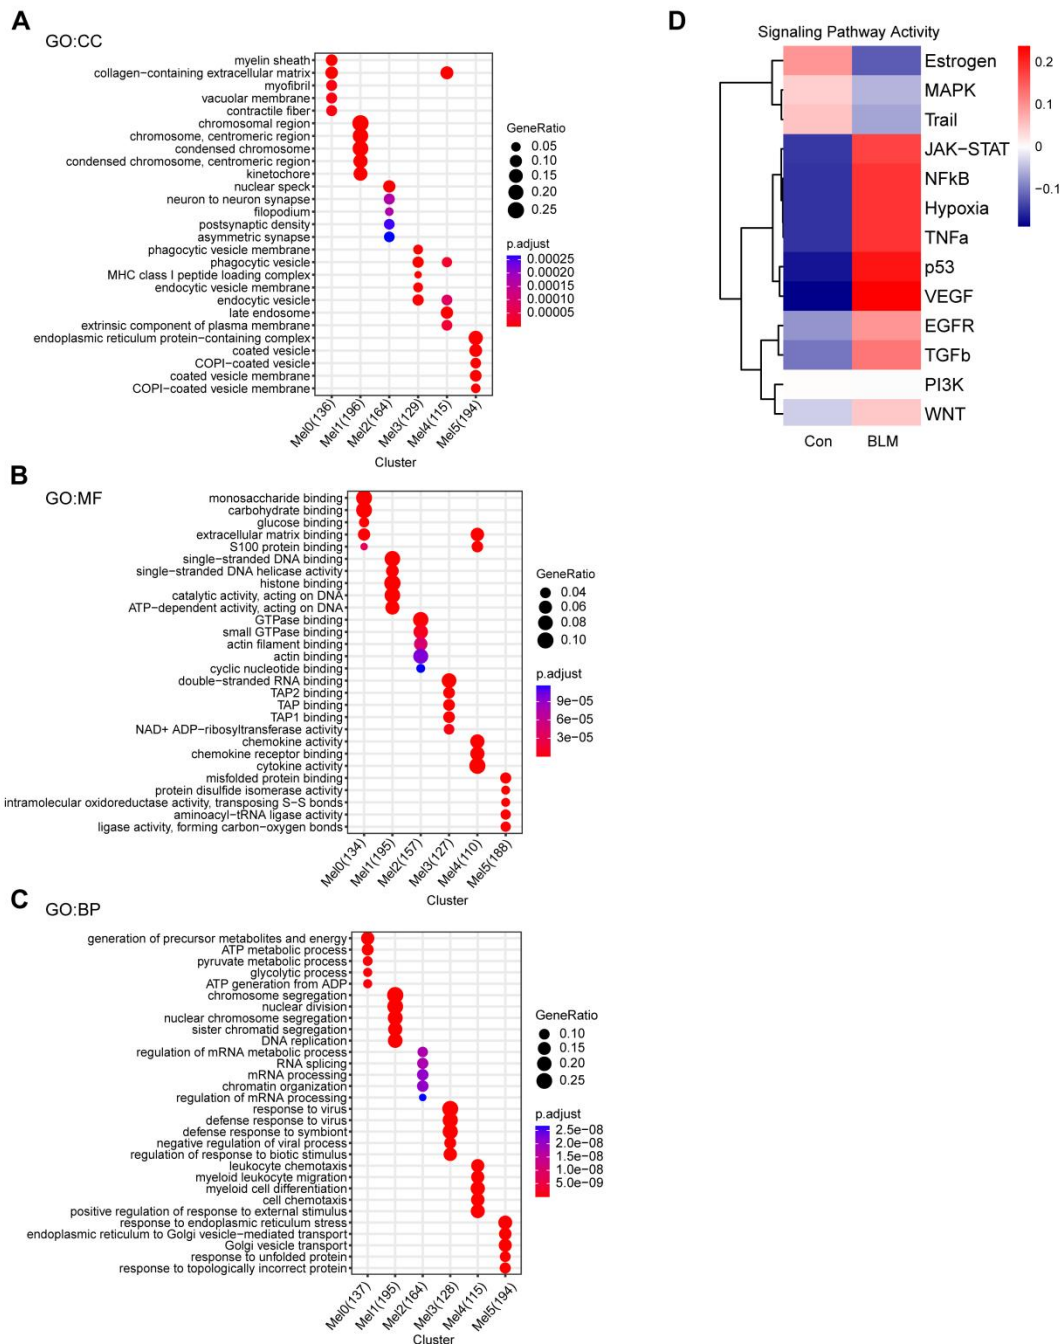 A
GO:CC
myelin sheath
collagen−containing extracellular matrix
myofibril
vacuolar membrane
contractile fiber
chromosomal region
chromosome, centromeric region
condensed chromosome
condensed chromosome, centromeric region
kinetochore
nuclear speck
neuron to neuron synapse
filopodium
postsynaptic density
asymmetric synapse
phagocytic vesicle membrane
phagocytic vesicle
MHC class I peptide loading complex
endocytic vesicle membrane
endocytic vesicle
late endosome
extrinsic component of plasma membrane
endoplasmic reticulum protein−containing complex
coated vesicle
COPI−coated vesicle
coated vesicle membrane
COPI−coated vesicle membrane
Mel0(136)
Mel1(196)
Mel2(164)
Mel3(129)
Mel4(115)
Mel5(194)
Cluster
GeneRatio
0.05
0.10
0.15
0.20
0.25
p.adjust
0.00025
0.00020
0.00015
0.00010
0.00005
D
Signaling Pathway Activity
Estrogen
MAPK
Trail
JAK−STAT
NFkB
Hypoxia
TNFa
p53
VEGF
EGFR
TGFb
PI3K
WNT
Con
BLM
0.2
0.1
0
−0.1
B
GO:MF
monosaccharide binding
carbohydrate binding
glucose binding
extracellular matrix binding
S100 protein binding
single−stranded DNA binding
single−stranded DNA helicase activity
histone binding
catalytic activity, acting on DNA
ATP−dependent activity, acting on DNA
GTPase binding
small GTPase binding
actin filament binding
actin binding
cyclic nucleotide binding
double−stranded RNA binding
TAP2 binding
TAP binding
TAP1 binding
NAD+ ADP−ribosyltransferase activity
chemokine activity
chemokine receptor binding
cytokine activity
misfolded protein binding
protein disulfide isomerase activity
intramolecular oxidoreductase activity, transposing S−S bonds
aminoacyl−tRNA ligase activity
ligase activity, forming carbon−oxygen bonds
Mel0(134)
Mel1(195)
Mel2(157)
Mel3(127)
Mel4(110)
Mel5(188)
Cluster
GeneRatio
0.04
0.06
0.08
0.10
p.adjust
9e−05
6e−05
3e−05
C
GO:BP
generation of precursor metabolites and energy
ATP metabolic process
pyruvate metabolic process
glycolytic process
ATP generation from ADP
chromosome segregation
nuclear division
nuclear chromosome segregation
sister chromatid segregation
DNA replication
regulation of mRNA metabolic process
RNA splicing
mRNA processing
chromatin organization
regulation of mRNA processing
response to virus
defense response to virus
defense response to symbiont
negative regulation of viral process
regulation of response to biotic stimulus
leukocyte chemotaxis
myeloid leukocyte migration
myeloid cell differentiation
cell chemotaxis
positive regulation of response to external stimulus
response to endoplasmic reticulum stress
endoplasmic reticulum to Golgi vesicle−mediated transport
Golgi vesicle transport
response to unfolded protein
response to topologically incorrect protein
Mel0(137)
Mel1(195)
Mel2(164)
Mel3(128)
Mel4(115)
Mel5(194)
Cluster
GeneRatio
0.10
0.15
0.20
0.25
p.adjust
2.5e−08
2.0e−08
1.5e−08
1.0e−08
5.0e−09